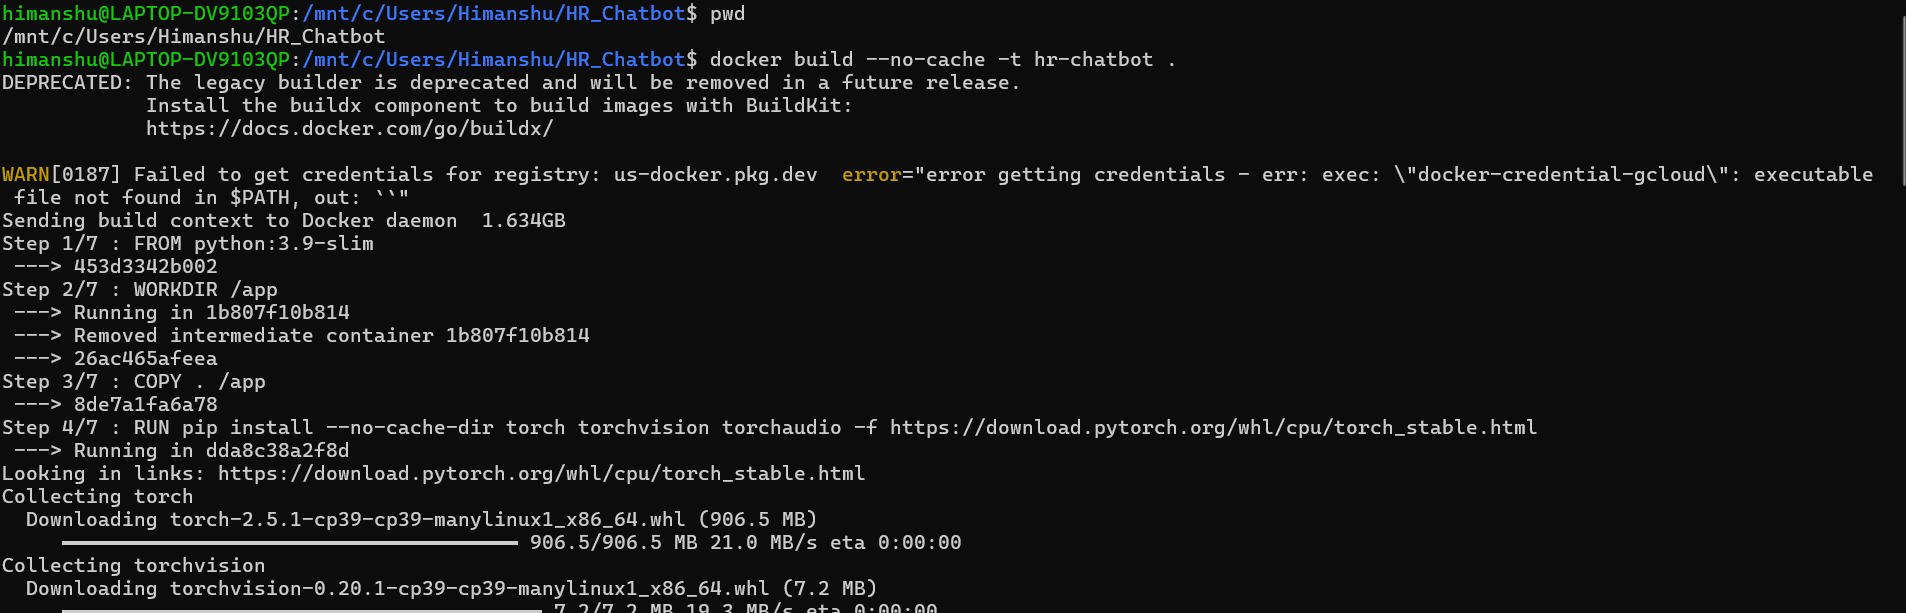 himanshu@LAPTOP-DV9103QP:/mnt/c/Users/Himanshu/HR_Chatbot$ pwd
/mnt/c/Users/Himanshu/HR_Chatbot
himanshu@LAPTOP-DV9103QP:/mnt/c/Users/Himanshu/HR_Chatbot$ docker build --no-cache -t hr-chatbot .
DEPRECATED: The legacy builder is deprecated and will be removed in a future release.
            Install the buildx component to build images with BuildKit:
            https://docs.docker.com/go/buildx/

WARN[0187] Failed to get credentials for registry: us-docker.pkg.dev  error="error getting credentials - err: exec: \"docker-credential-gcloud\": executable
 file not found in $PATH, out: ``"
Sending build context to Docker daemon  1.634GB
Step 1/7 : FROM python:3.9-slim
 ---> 453d3342b002
Step 2/7 : WORKDIR /app
 ---> Running in 1b807f10b814
 ---> Removed intermediate container 1b807f10b814
 ---> 26ac465afeea
Step 3/7 : COPY . /app
 ---> 8de7a1fa6a78
Step 4/7 : RUN pip install --no-cache-dir torch torchvision torchaudio -f https://download.pytorch.org/whl/cpu/torch_stable.html
 ---> Running in dda8c38a2f8d
Looking in links: https://download.pytorch.org/whl/cpu/torch_stable.html
Collecting torch
  Downloading torch-2.5.1-cp39-cp39-manylinux1_x86_64.whl (906.5 MB)
     906.5/906.5 MB 21.0 MB/s eta 0:00:00
Collecting torchvision
  Downloading torchvision-0.20.1-cp39-cp39-manylinux1_x86_64.whl (7.2 MB)
     7.2/7.2 MB 19.3 MB/s eta 0:00:00